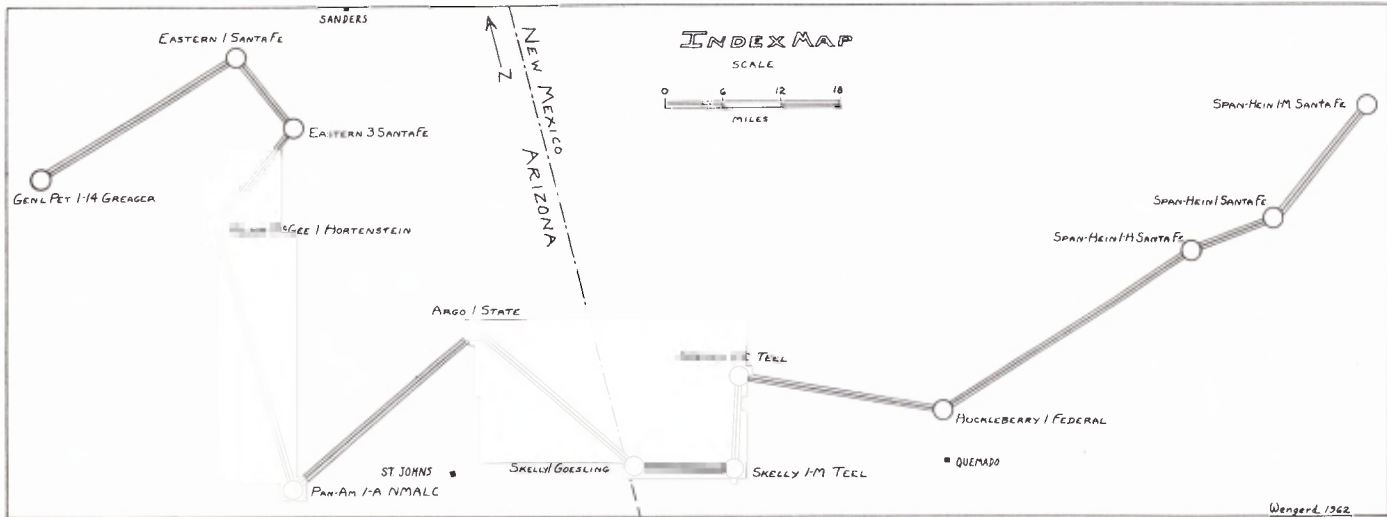 SANDERS
EASTERN 1 SANTA FE
N
NEW MEXICO
ARIZONA
INDEX MAP
SCALE
0 6 12 18
MILES
SPAN-HEIN 1-M SANTA FE
EASTERN 3 SANTA FE
GENL PET 1-14 GREAGER
SPAN-HEIN 1 SANTA FE
GEE 1 HORTENSTEIN
SPAN-HEIN 1-H SANTA FE
ARGO 1 STATE
TEEL
HUCKLEBERRY 1 FEDERAL
ST. JOHNS
SKELLY 1 GOESLING
SKELLY 1-M TEEL
QUEMADO
PAN-AM 1-A NMALC
Wengerd 1962